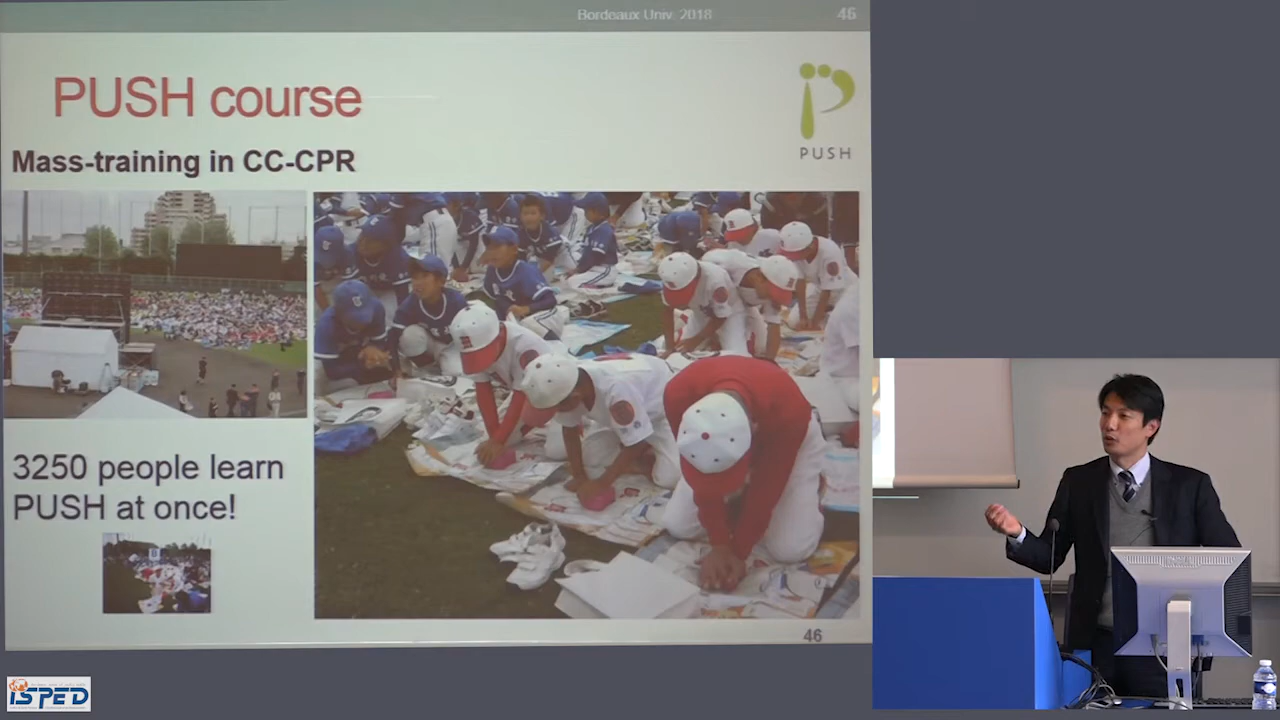 Bordeaux Univ. 2018 46
PUSH course
PUSH
Mass-training in CC-CPR
3250 people learn
PUSH at once!
46
ISPED